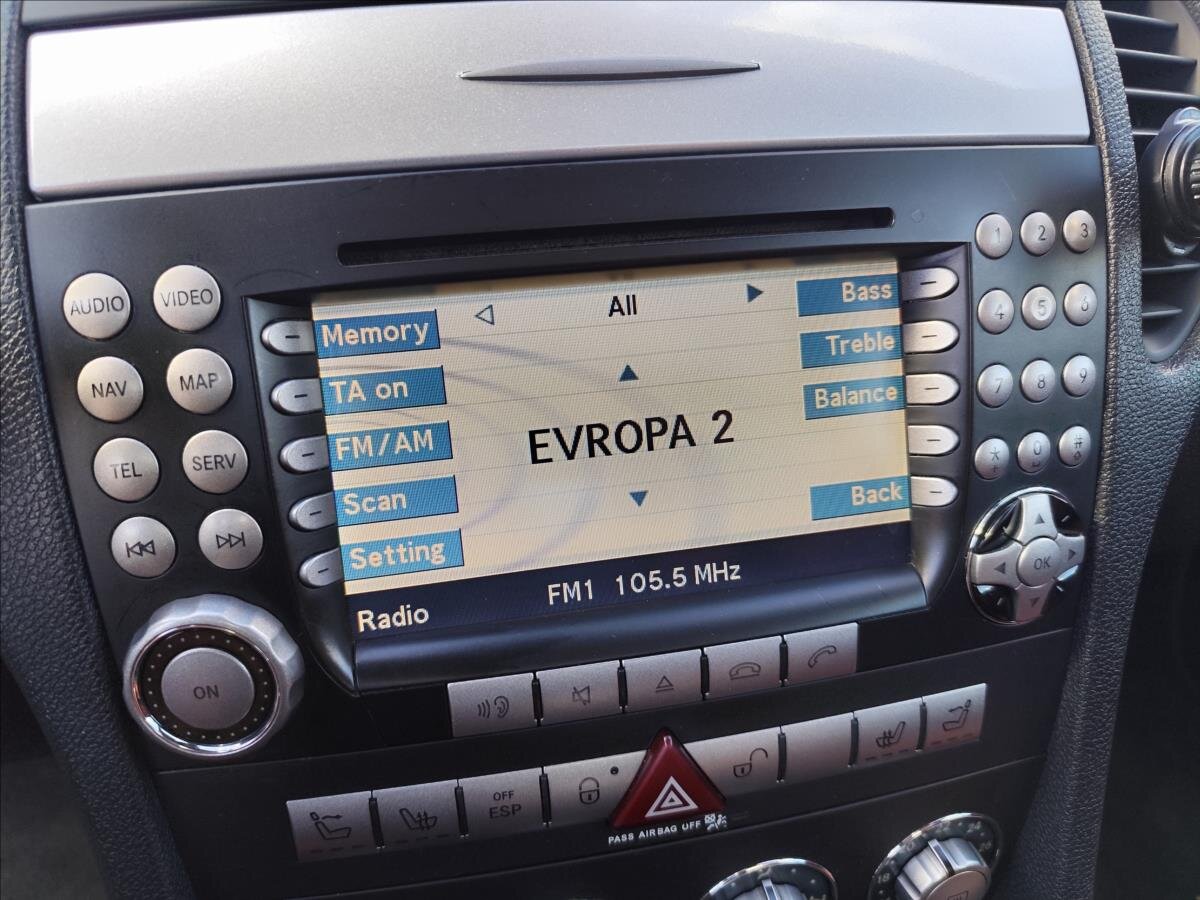 AUDIO VIDEO
NAV MAP
TEL SERV
ON
All
Memory
TA on
FM/AM
Scan
Setting
EVROPA 2
Bass
Treble
Balance
Back
FM1 105.5 MHz
Radio
1 2 3
4 5 6
7 8 9
* 0 #
OK
OFF
ESP
PASS AIRBAG OFF